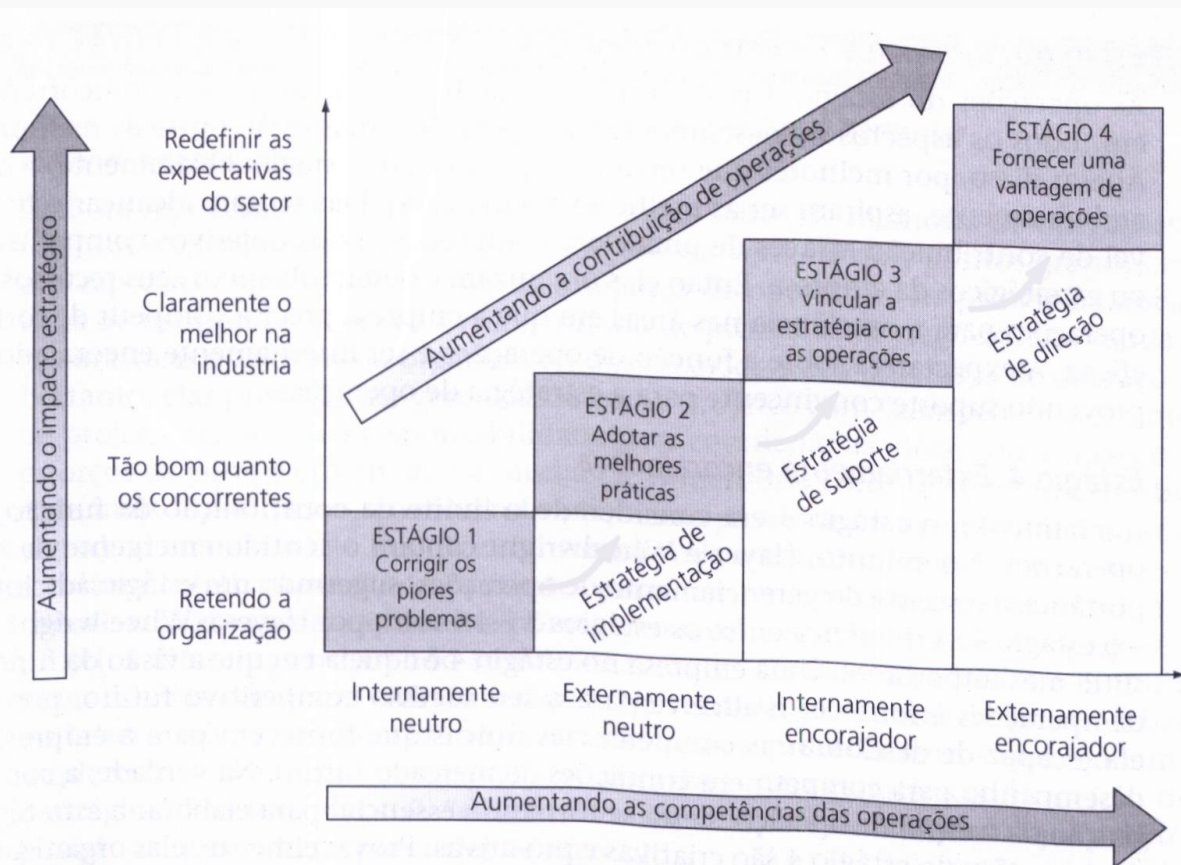 Aumentando o impacto estratégico
Redefinir as
expectativas
do setor
Claramente o
melhor na
indústria
Tão bom quanto
os concorrentes
Retendo a
organização
Aumentando a contribuição de operações
ESTÁGIO 4
Fornecer uma
vantagem de
operações
ESTÁGIO 3
Vincular a
estratégia com
as operações
Estratégia
de direção
ESTÁGIO 2
Adotar as
melhores
práticas
Estratégia
de suporte
ESTÁGIO 1
Corrigir os
piores
problemas
Estratégia de
implementação
Internamente
neutro
Externamente
neutro
Internamente
encorajador
Externamente
encorajador
Aumentando as competências das operações